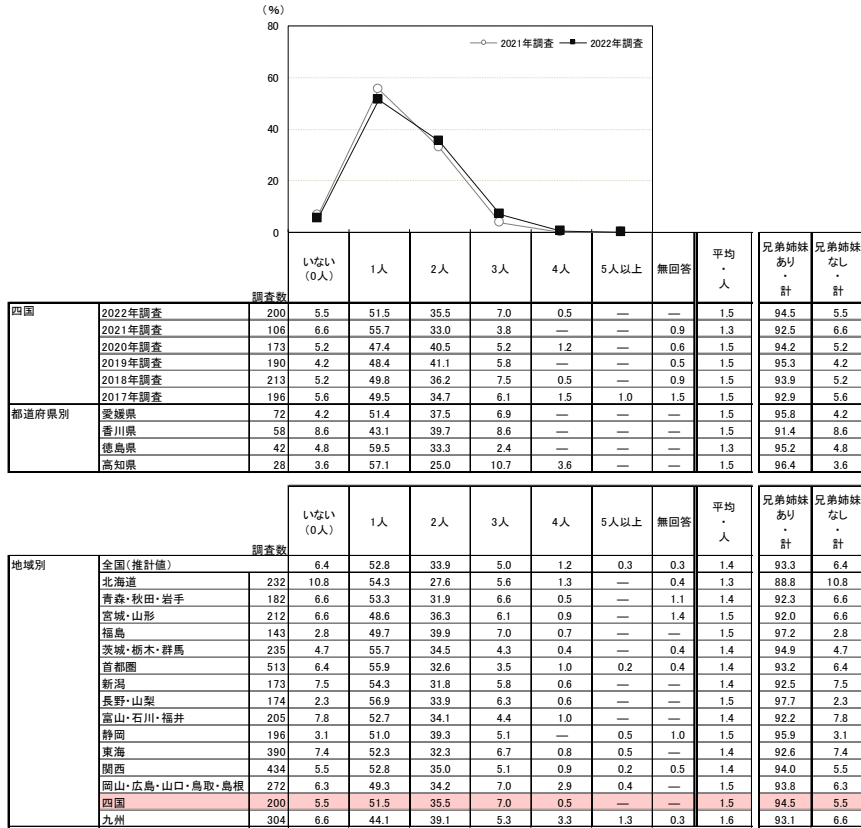 (%)
80
60
40
20
0
2021年調査 2022年調査
調査数 いない(0人) 1人 2人 3人 4人 5人以上 無回答 平均・人 兄弟姉妹あり・計 兄弟姉妹なし・計
四国 2022年調査 200 5.5 51.5 35.5 7.0 0.5 — — 1.5 94.5 5.5
2021年調査 106 6.6 55.7 33.0 3.8 — — 0.9 1.3 92.5 6.6
2020年調査 173 5.2 47.4 40.5 5.2 1.2 — 0.6 1.5 94.2 5.2
2019年調査 190 4.2 48.4 41.1 5.8 — — 0.5 1.5 95.3 4.2
2018年調査 213 5.2 49.8 36.2 7.5 0.5 — 0.9 1.5 93.9 5.2
2017年調査 196 5.6 49.5 34.7 6.1 1.5 1.0 1.5 1.5 92.9 5.6
都道府県別 愛媛県 72 4.2 51.4 37.5 6.9 — — — 1.5 95.8 4.2
香川県 58 8.6 43.1 39.7 8.6 — — — 1.5 91.4 8.6
徳島県 42 4.8 59.5 33.3 2.4 — — — 1.3 95.2 4.8
高知県 28 3.6 57.1 25.0 10.7 3.6 — — 1.5 96.4 3.6
調査数 いない(0人) 1人 2人 3人 4人 5人以上 無回答 平均・人 兄弟姉妹あり・計 兄弟姉妹なし・計
地域別 全国(推計値) 6.4 52.8 33.9 5.0 1.2 0.3 0.3 1.4 93.3 6.4
北海道 232 10.8 54.3 27.6 5.6 1.3 — 0.4 1.3 88.8 10.8
青森・秋田・岩手 182 6.6 53.3 31.9 6.6 0.5 — 1.1 1.4 92.3 6.6
宮城・山形 212 6.6 48.6 36.3 6.1 0.9 — 1.4 1.5 92.0 6.6
福島 143 2.8 49.7 39.9 7.0 0.7 — — 1.5 97.2 2.8
茨城・栃木・群馬 235 4.7 55.7 34.5 4.3 0.4 — 0.4 1.4 94.9 4.7
首都圏 513 6.4 55.9 32.6 3.5 1.0 0.2 0.4 1.4 93.2 6.4
新潟 173 7.5 54.3 31.8 5.8 0.6 — — 1.4 92.5 7.5
長野・山梨 174 2.3 56.9 33.9 6.3 0.6 — — 1.5 97.7 2.3
富山・石川・福井 205 7.8 52.7 34.1 4.4 1.0 — — 1.4 92.2 7.8
静岡 196 3.1 51.0 39.3 5.1 — 0.5 1.0 1.5 95.9 3.1
東海 390 7.4 52.3 32.3 6.7 0.8 0.5 — 1.4 92.6 7.4
関西 434 5.5 52.8 35.0 5.1 0.9 0.2 0.5 1.4 94.0 5.5
岡山・広島・山口・鳥取・島根 272 6.3 49.3 34.2 7.0 2.9 0.4 — 1.5 93.8 6.3
四国 200 5.5 51.5 35.5 7.0 0.5 — — 1.5 94.5 5.5
九州 304 6.6 44.1 39.1 5.3 3.3 1.3 0.3 1.6 93.1 6.6